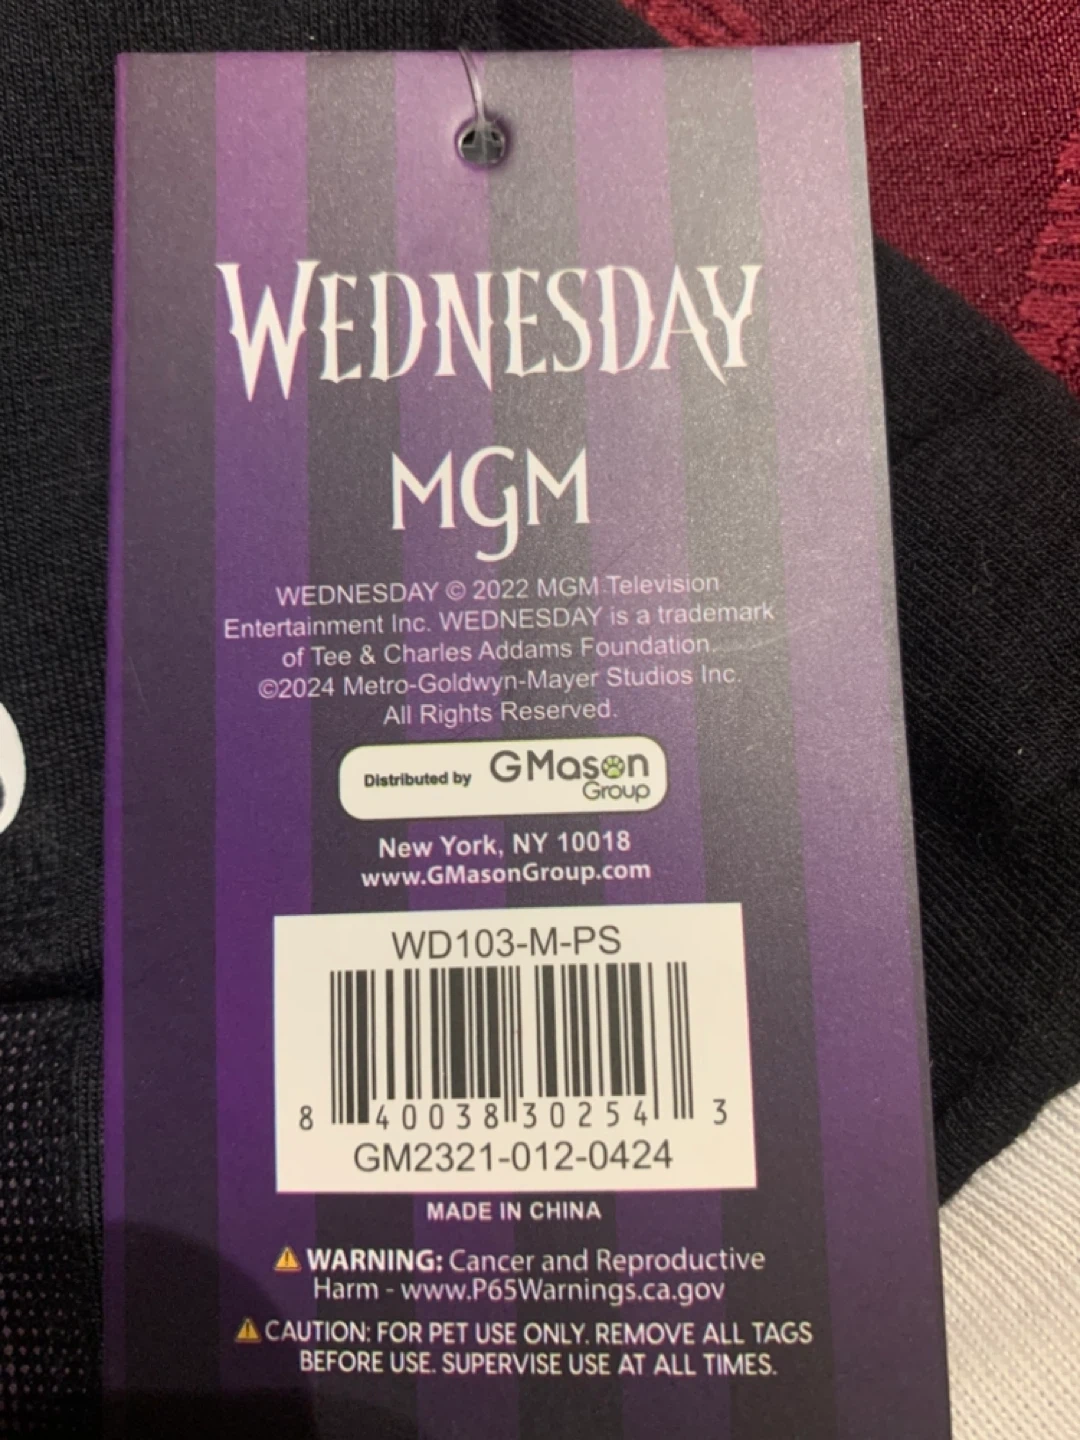 WEDNESDAY
MGM
WEDNESDAY © 2022 MGM Television
Entertainment Inc. WEDNESDAY is a trademark
of Tee & Charles Addams Foundation.
©2024 Metro-Goldwyn-Mayer Studios Inc.
All Rights Reserved.
Distributed by GMason
Group
New York, NY 10018
www.GMasonGroup.com
WD103-M-PS
8 40038 30254 3
GM2321-012-0424
MADE IN CHINA
WARNING: Cancer and Reproductive
Harm - www.P65Warnings.ca.gov
CAUTION: FOR PET USE ONLY. REMOVE ALL TAGS
BEFORE USE. SUPERVISE USE AT ALL TIMES.